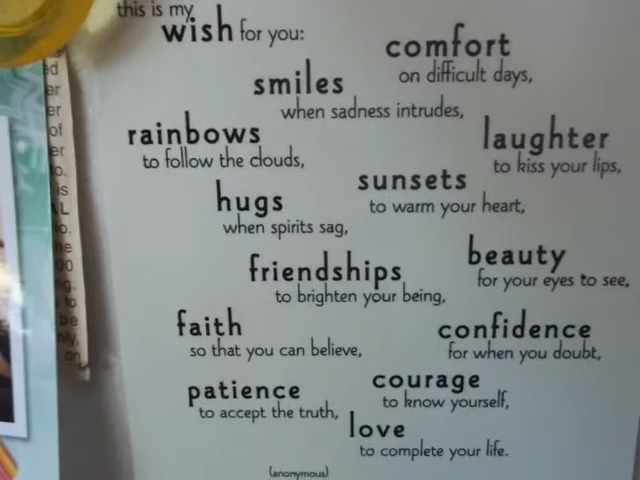 this is my
wish for you:
comfort
on difficult days,
smiles
when sadness intrudes,
rainbows
to follow the clouds,
laughter
to kiss your lips,
sunsets
to warm your heart,
hugs
when spirits sag,
beauty
for your eyes to see,
friendships
to brighten your being,
faith
so that you can believe,
confidence
for when you doubt,
patience
to accept the truth,
courage
to know yourself,
love
to complete your life.
(anonymous)